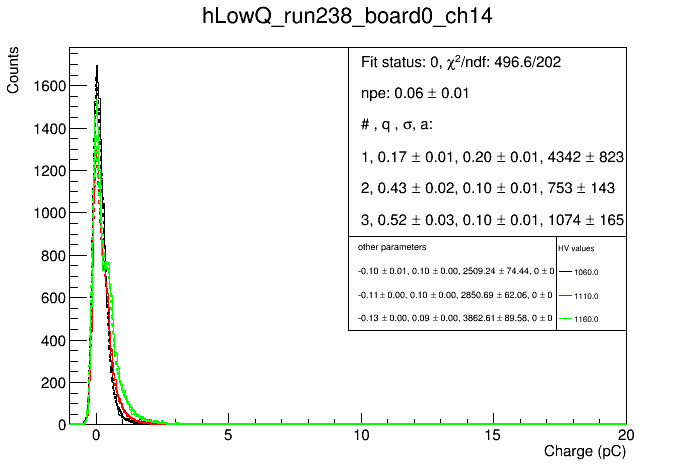 hLowQ_run238_board0_ch14
Counts
Fit status: 0, χ²/ndf: 496.6/202
npe: 0.06 ± 0.01
# , q , σ, a:
1, 0.17 ± 0.01, 0.20 ± 0.01, 4342 ± 823
2, 0.43 ± 0.02, 0.10 ± 0.01, 753 ± 143
3, 0.52 ± 0.03, 0.10 ± 0.01, 1074 ± 165
other parameters
-0.10 ± 0.01, 0.10 ± 0.00, 2509.24 ± 74.44, 0 ± 0
-0.11 ± 0.00, 0.10 ± 0.00, 2850.69 ± 62.06, 0 ± 0
-0.13 ± 0.00, 0.09 ± 0.00, 3862.61 ± 89.58, 0 ± 0
HV values
1060.0
1110.0
1160.0
1600
1400
1200
1000
800
600
400
200
0
0 5 10 15 20
Charge (pC)